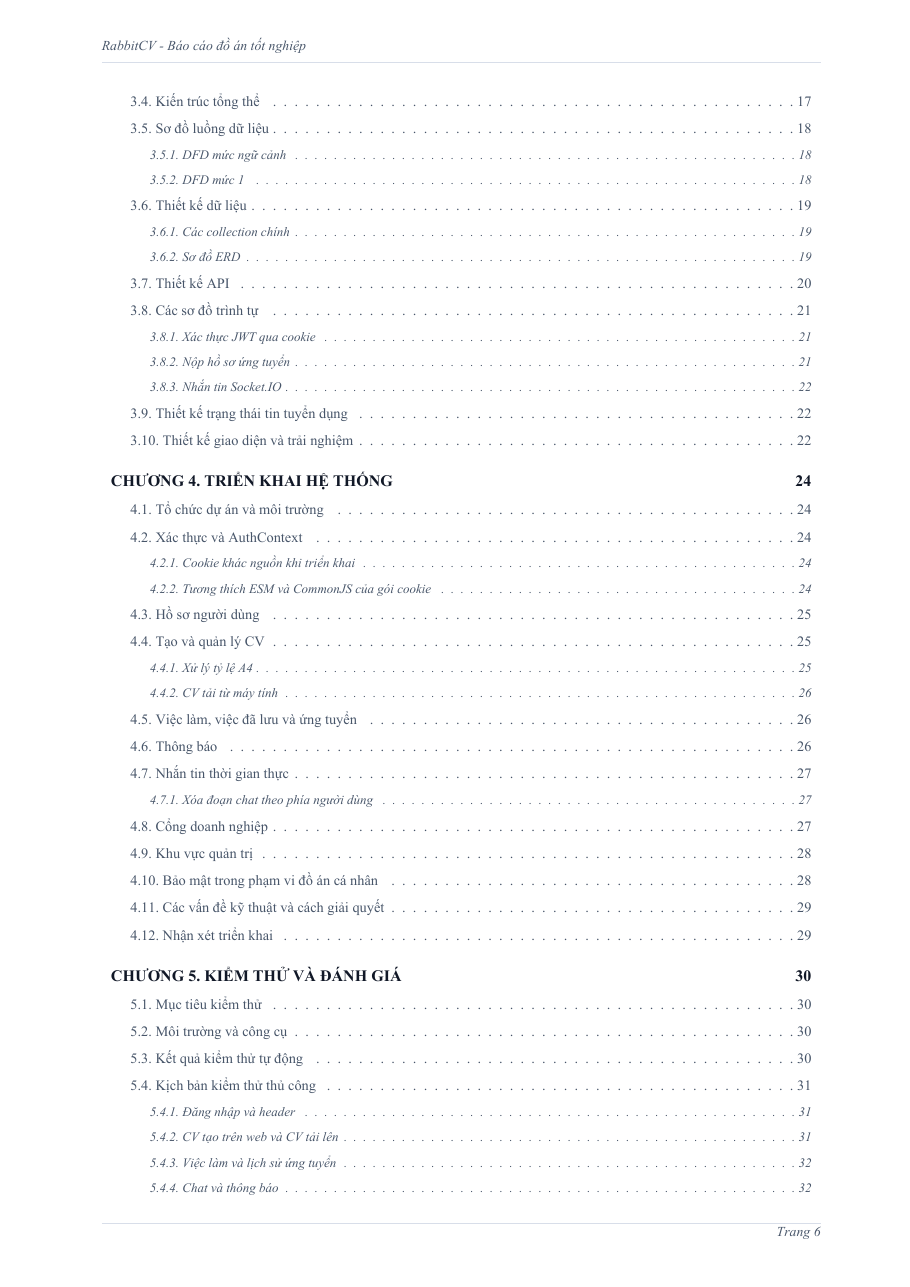 RabbitCV - Báo cáo đồ án tốt nghiệp
3.4. Kiến trúc tổng thể . . . . . . . . . . . . . . . . . . . . 17
3.5. Sơ đồ luồng dữ liệu . . . . . . . . . . . . . . . . . . . . 18
3.5.1. DFD mức ngữ cảnh . . . . . . . . . . . . . . . . . . . . 18
3.5.2. DFD mức 1 . . . . . . . . . . . . . . . . . . . . 18
3.6. Thiết kế dữ liệu . . . . . . . . . . . . . . . . . . . . 19
3.6.1. Các collection chính . . . . . . . . . . . . . . . . . . . . 19
3.6.2. Sơ đồ ERD . . . . . . . . . . . . . . . . . . . . 19
3.7. Thiết kế API . . . . . . . . . . . . . . . . . . . . 20
3.8. Các sơ đồ trình tự . . . . . . . . . . . . . . . . . . . . 21
3.8.1. Xác thực JWT qua cookie . . . . . . . . . . . . . . . . . . . . 21
3.8.2. Nộp hồ sơ ứng tuyển . . . . . . . . . . . . . . . . . . . . 21
3.8.3. Nhắn tin Socket.IO . . . . . . . . . . . . . . . . . . . . 22
3.9. Thiết kế trạng thái tin tuyển dụng . . . . . . . . . . . . . . . . . . . . 22
3.10. Thiết kế giao diện và trải nghiệm . . . . . . . . . . . . . . . . . . . . 22
CHƯƠNG 4. TRIỂN KHAI HỆ THỐNG 24
4.1. Tổ chức dự án và môi trường . . . . . . . . . . . . . . . . . . . . 24
4.2. Xác thực và AuthContext . . . . . . . . . . . . . . . . . . . . 24
4.2.1. Cookie khác nguồn khi triển khai . . . . . . . . . . . . . . . . . . . . 24
4.2.2. Tương thích ESM và CommonJS của gói cookie . . . . . . . . . . . . . . . . . . . . 24
4.3. Hồ sơ người dùng . . . . . . . . . . . . . . . . . . . . 25
4.4. Tạo và quản lý CV . . . . . . . . . . . . . . . . . . . . 25
4.4.1. Xử lý tỷ lệ A4 . . . . . . . . . . . . . . . . . . . . 25
4.4.2. CV tải từ máy tính . . . . . . . . . . . . . . . . . . . . 26
4.5. Việc làm, việc đã lưu và ứng tuyển . . . . . . . . . . . . . . . . . . . . 26
4.6. Thông báo . . . . . . . . . . . . . . . . . . . . 26
4.7. Nhắn tin thời gian thực . . . . . . . . . . . . . . . . . . . . 27
4.7.1. Xóa đoạn chat theo phía người dùng . . . . . . . . . . . . . . . . . . . . 27
4.8. Cổng doanh nghiệp . . . . . . . . . . . . . . . . . . . . 27
4.9. Khu vực quản trị . . . . . . . . . . . . . . . . . . . . 28
4.10. Bảo mật trong phạm vi đồ án cá nhân . . . . . . . . . . . . . . . . . . . . 28
4.11. Các vấn đề kỹ thuật và cách giải quyết . . . . . . . . . . . . . . . . . . . . 29
4.12. Nhận xét triển khai . . . . . . . . . . . . . . . . . . . . 29
CHƯƠNG 5. KIỂM THỬ VÀ ĐÁNH GIÁ 30
5.1. Mục tiêu kiểm thử . . . . . . . . . . . . . . . . . . . . 30
5.2. Môi trường và công cụ . . . . . . . . . . . . . . . . . . . . 30
5.3. Kết quả kiểm thử tự động . . . . . . . . . . . . . . . . . . . . 30
5.4. Kịch bản kiểm thử thủ công . . . . . . . . . . . . . . . . . . . . 31
5.4.1. Đăng nhập và header . . . . . . . . . . . . . . . . . . . . 31
5.4.2. CV tạo trên web và CV tải lên . . . . . . . . . . . . . . . . . . . . 31
5.4.3. Việc làm và lịch sử ứng tuyển . . . . . . . . . . . . . . . . . . . . 32
5.4.4. Chat và thông báo . . . . . . . . . . . . . . . . . . . . 32
Trang 6